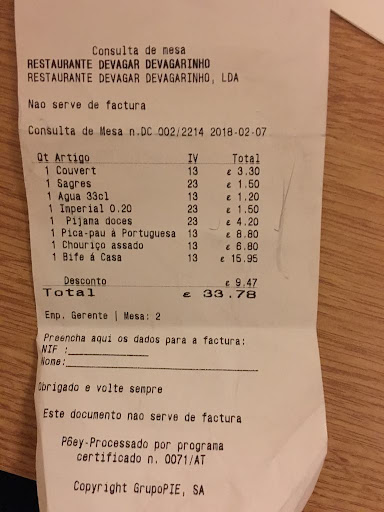 Consulta de mesa
RESTAURANTE DEVAGAR DEVAGARINHO
RESTAURANTE DEVAGAR DEVAGARINHO, LDA
Nao serve de factura
Consulta de Mesa n.DC 002/2214 2018-02-07
Qt Artigo IV Total
1 Couvert 13 € 3.30
1 Sagres 23 € 1.50
1 Agua 33cl 13 € 1.20
1 Imperial 0.20 23 € 1.50
1 Pijama doces 23 € 4.20
1 Pica-pau á Portuguesa 13 € 8.80
1 Chouriço assado 13 € 6.80
1 Bife á Casa 13 € 15.95
Desconto € 9.47
Total € 33.78
Emp. Gerente | Mesa: 2
Preencha aqui os dados para a factura:
NIF :
Nome:
Obrigado e volte sempre
Este documento nao serve de factura
P6ey-Processado por programa
certificado n. 0071/AT
Copyright GrupoPIE, SA